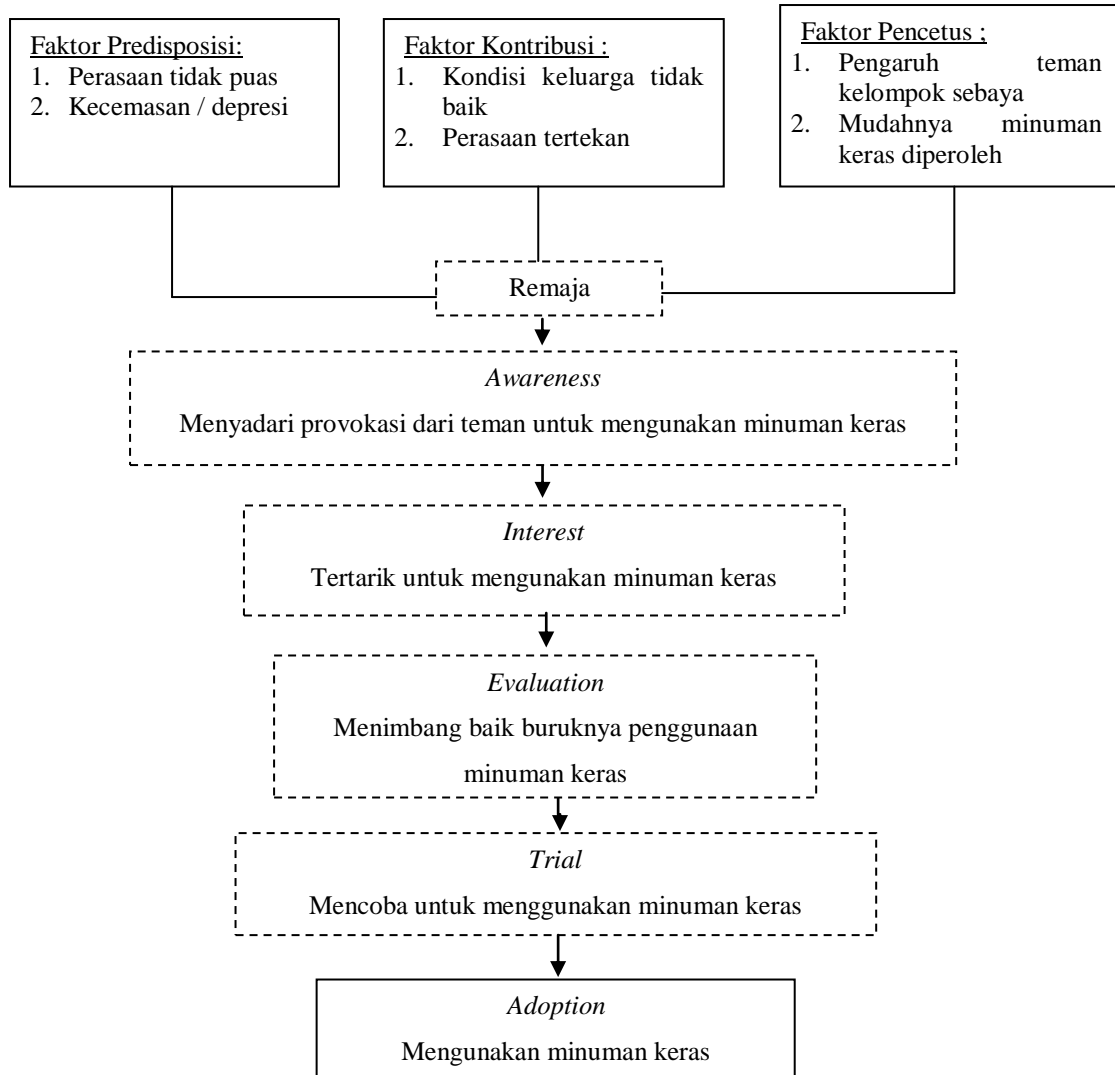 Faktor Predisposisi:
1. Perasaan tidak puas
2. Kecemasan / depresi
Faktor Kontribusi :
1. Kondisi keluarga tidak
baik
2. Perasaan tertekan
Faktor Pencetus ;
1. Pengaruh teman
kelompok sebaya
2. Mudahnya minuman
keras diperoleh
Remaja
Awareness
Menyadari provokasi dari teman untuk mengunakan minuman keras
Interest
Tertarik untuk mengunakan minuman keras
Evaluation
Menimbang baik buruknya penggunaan
minuman keras
Trial
Mencoba untuk menggunakan minuman keras
Adoption
Mengunakan minuman keras